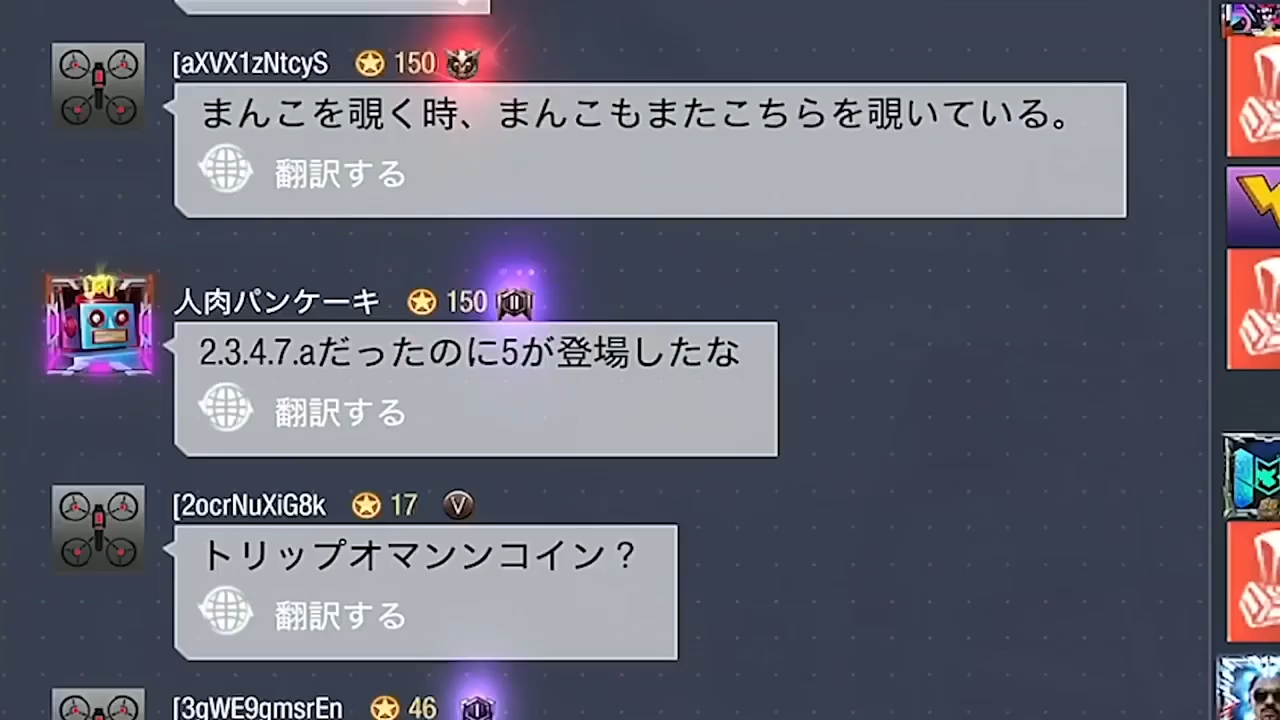 [aXVX1zNtcyS 150
まんこを覗く時、まんこもまたこちらを覗いている。
翻訳する
人肉パンケーキ 150
2.3.4.7.aだったのに5が登場したな
翻訳する
[2ocrNuXiG8k 17 V
トリップオマンンコイン？
翻訳する
[3gWE9qmsrEn 46